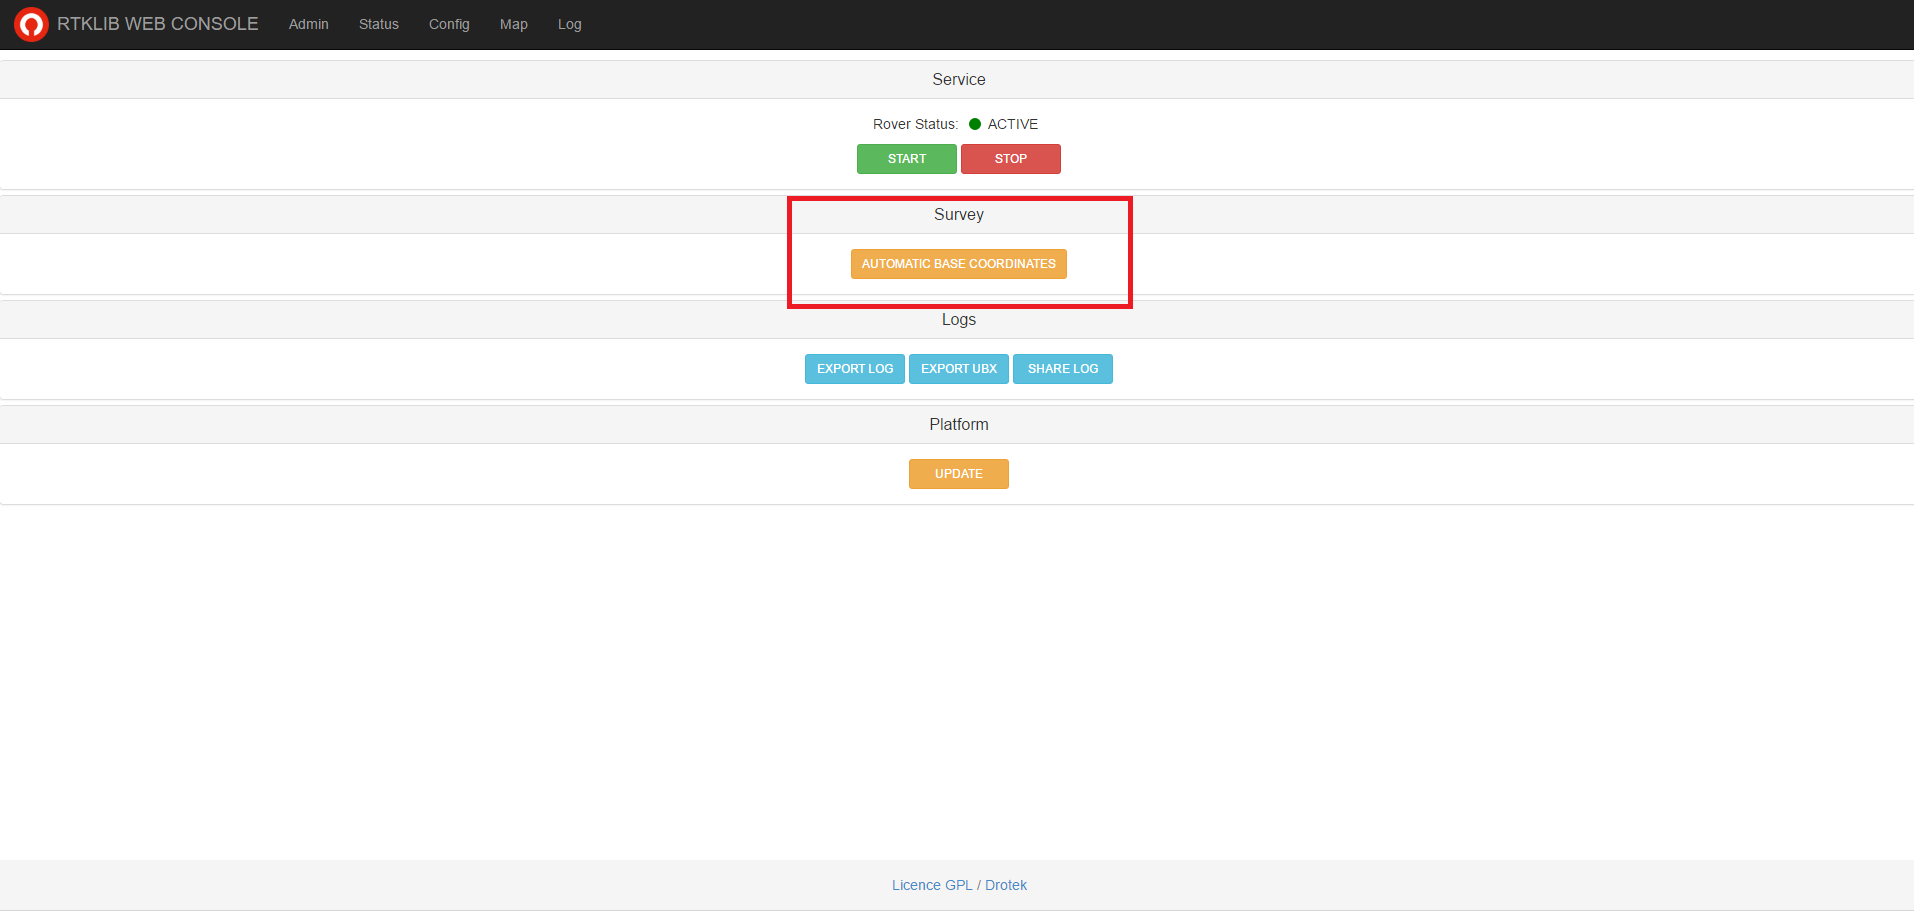 RTKLIB WEB CONSOLE Admin Status Config Map Log
Service
Rover Status: ACTIVE
START STOP
Survey
AUTOMATIC BASE COORDINATES
Logs
EXPORT LOG EXPORT UBX SHARE LOG
Platform
UPDATE
Licence GPL / Drotek